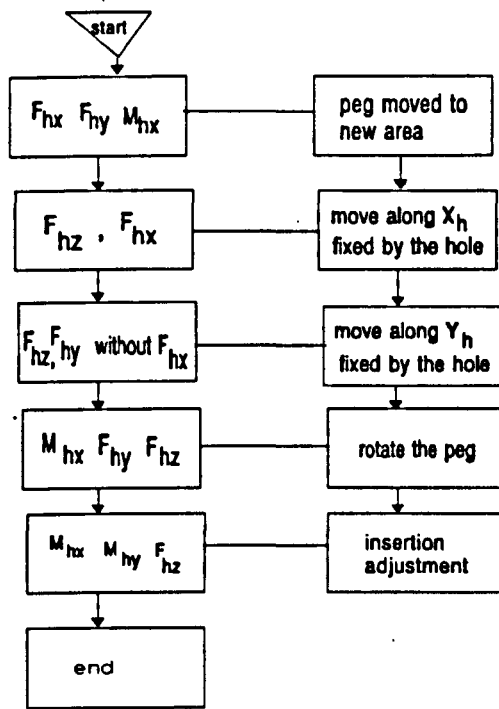 start
F_hx F_hy M_hx
peg moved to
new area
F_hz , F_hx
move along X_h
fixed by the hole
F_hz, F_hy without F_hx
move along Y_h
fixed by the hole
M_hx F_hy F_hz
rotate the peg
M_hx M_hy F_hz
insertion
adjustment
end